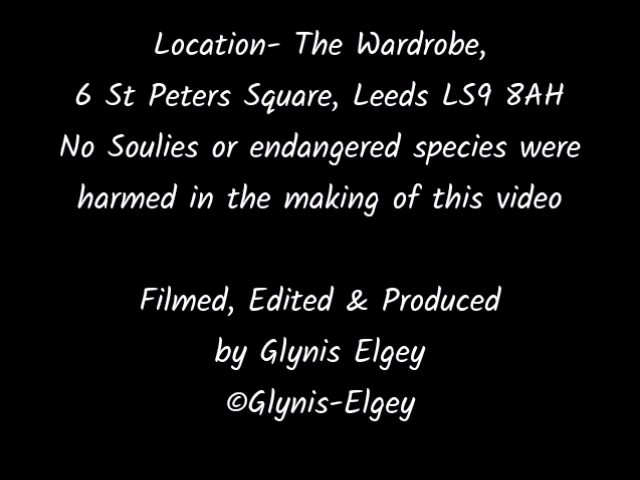 Location- The Wardrobe,
6 St Peters Square, Leeds LS9 8AH
No Soulies or endangered species were
harmed in the making of this video
Filmed, Edited & Produced
by Glynis Elgey
©Glynis-Elgey